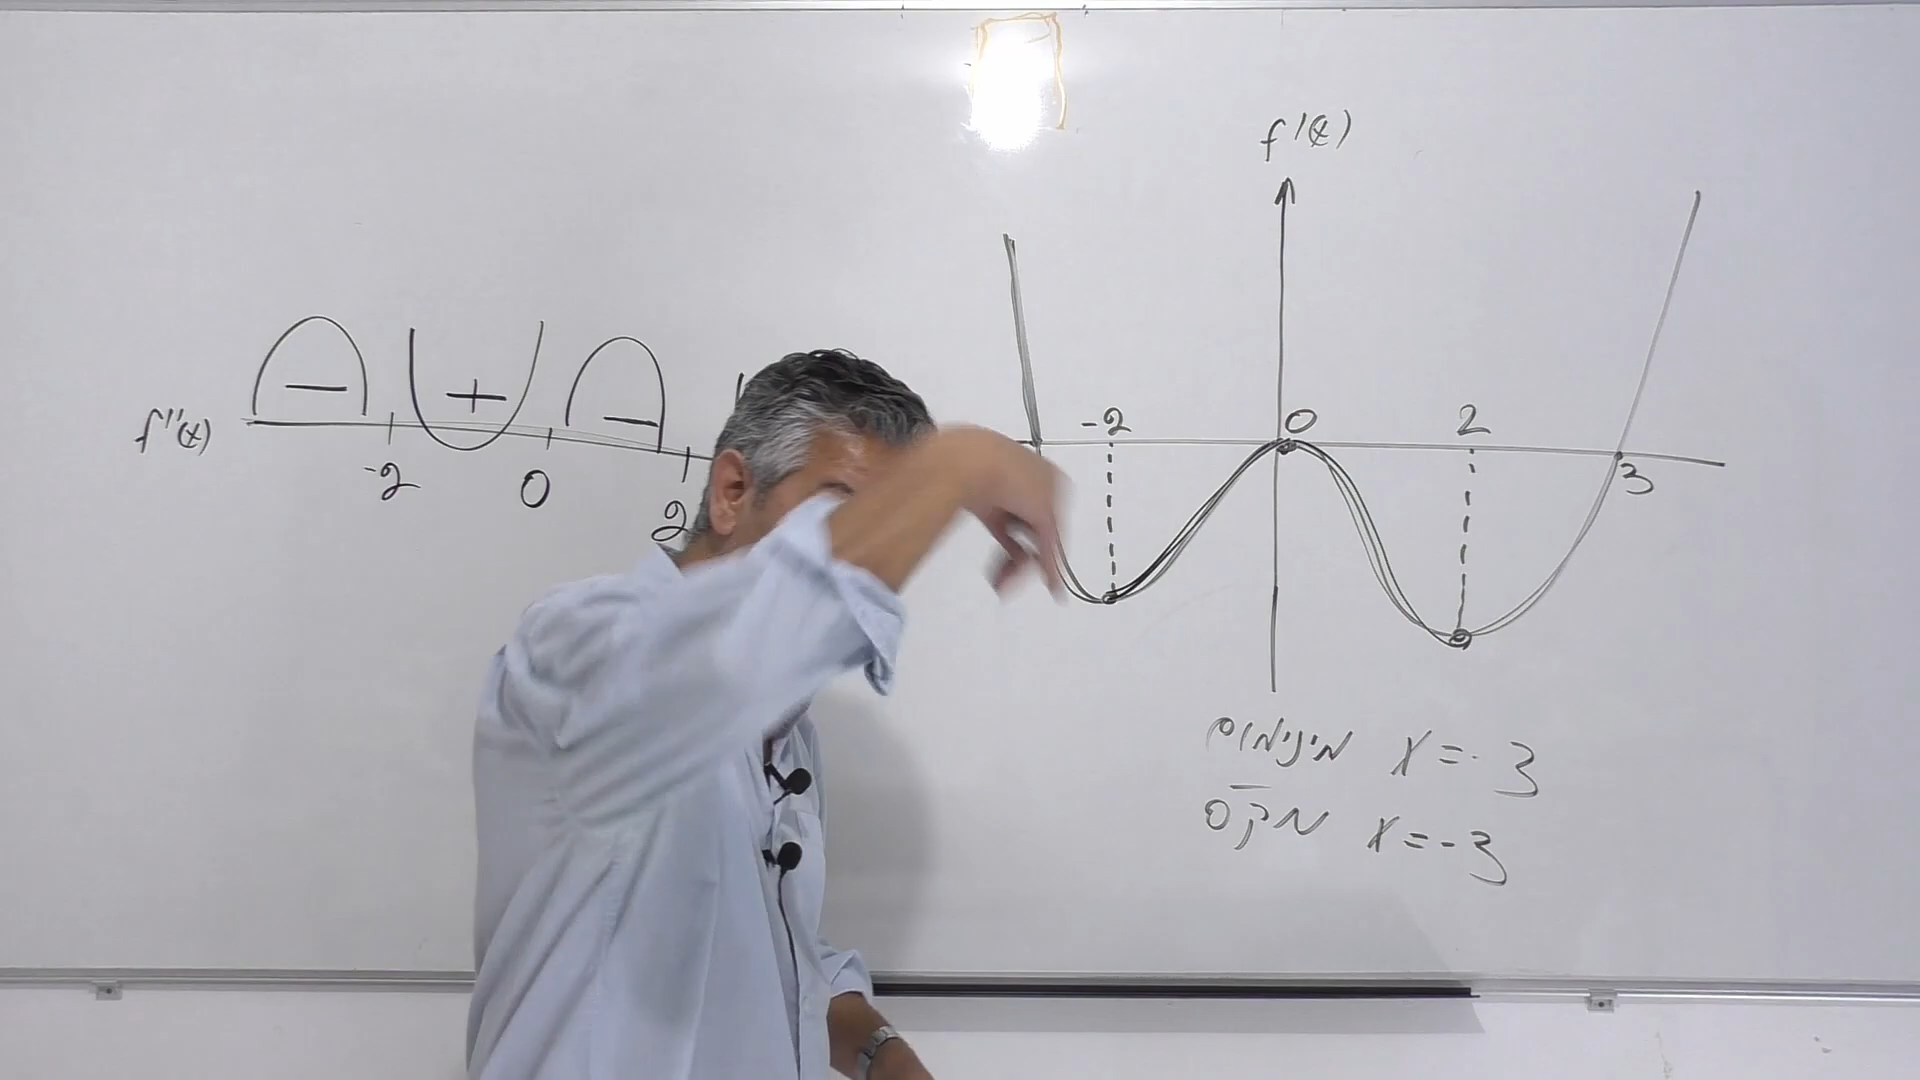 f'(x)
− + −
f''(x) -2 0 2
-2 0 2 3
x=-3 מינימום
x=-3 מקס